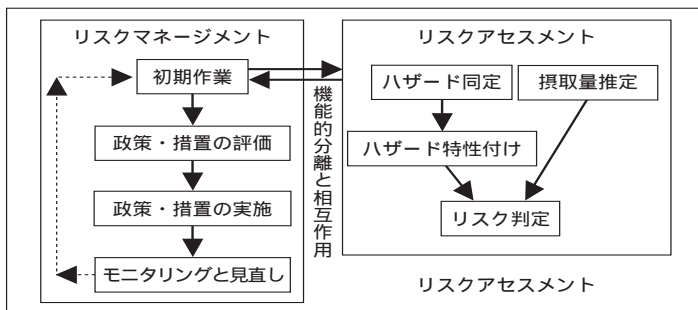 リスクマネージメント
初期作業
政策・措置の評価
政策・措置の実施
モニタリングと見直し
機能的分離と相互作用
リスクアセスメント
ハザード同定
摂取量推定
ハザード特性付け
リスク判定
リスクアセスメント